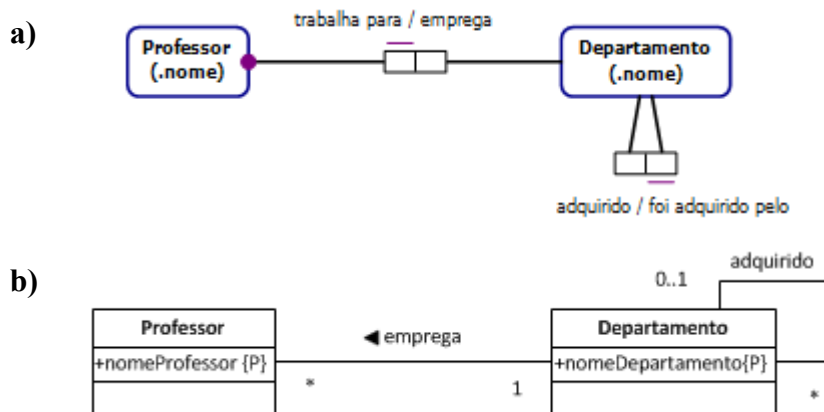 a)
trabalha para / emprega
Professor
(.nome)
Departamento
(.nome)
adquirido / foi adquirido pelo
b)
adquirido
0..1
Professor
◄ emprega
Departamento
+nomeProfessor {P}
+nomeDepartamento{P}
*
1
*